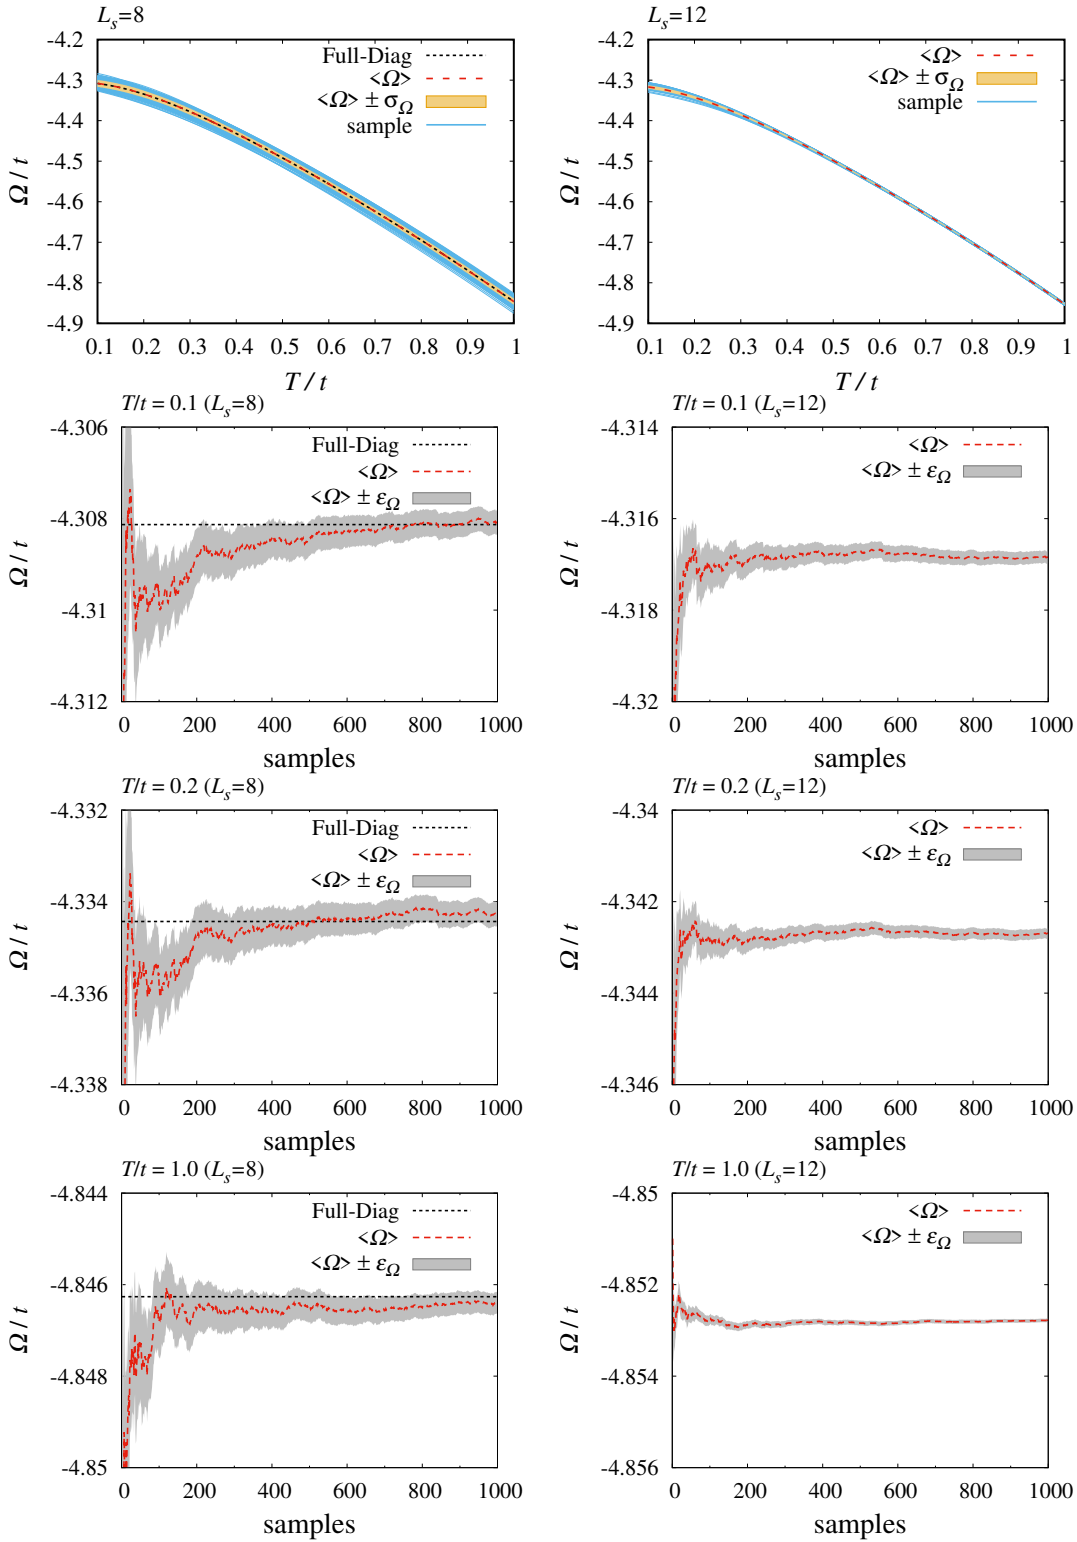 L_s=8
-4.2
-4.3
-4.4
-4.5
-4.6
-4.7
-4.8
-4.9
Ω / t
Full-Diag
<Ω>
<Ω> ± σ_Ω
sample
0.1 0.2 0.3 0.4 0.5 0.6 0.7 0.8 0.9 1
T / t
L_s=12
-4.2
-4.3
-4.4
-4.5
-4.6
-4.7
-4.8
-4.9
Ω / t
<Ω>
<Ω> ± σ_Ω
sample
0.1 0.2 0.3 0.4 0.5 0.6 0.7 0.8 0.9 1
T / t
T/t = 0.1 (L_s=8)
-4.306
-4.308
-4.31
-4.312
Ω / t
Full-Diag
<Ω>
<Ω> ± ε_Ω
0 200 400 600 800 1000
samples
T/t = 0.1 (L_s=12)
-4.314
-4.316
-4.318
-4.32
Ω / t
<Ω>
<Ω> ± ε_Ω
0 200 400 600 800 1000
samples
T/t = 0.2 (L_s=8)
-4.332
-4.334
-4.336
-4.338
Ω / t
Full-Diag
<Ω>
<Ω> ± ε_Ω
0 200 400 600 800 1000
samples
T/t = 0.2 (L_s=12)
-4.34
-4.342
-4.344
-4.346
Ω / t
<Ω>
<Ω> ± ε_Ω
0 200 400 600 800 1000
samples
T/t = 1.0 (L_s=8)
-4.844
-4.846
-4.848
-4.85
Ω / t
Full-Diag
<Ω>
<Ω> ± ε_Ω
0 200 400 600 800 1000
samples
T/t = 1.0 (L_s=12)
-4.85
-4.852
-4.854
-4.856
Ω / t
<Ω>
<Ω> ± ε_Ω
0 200 400 600 800 1000
samples